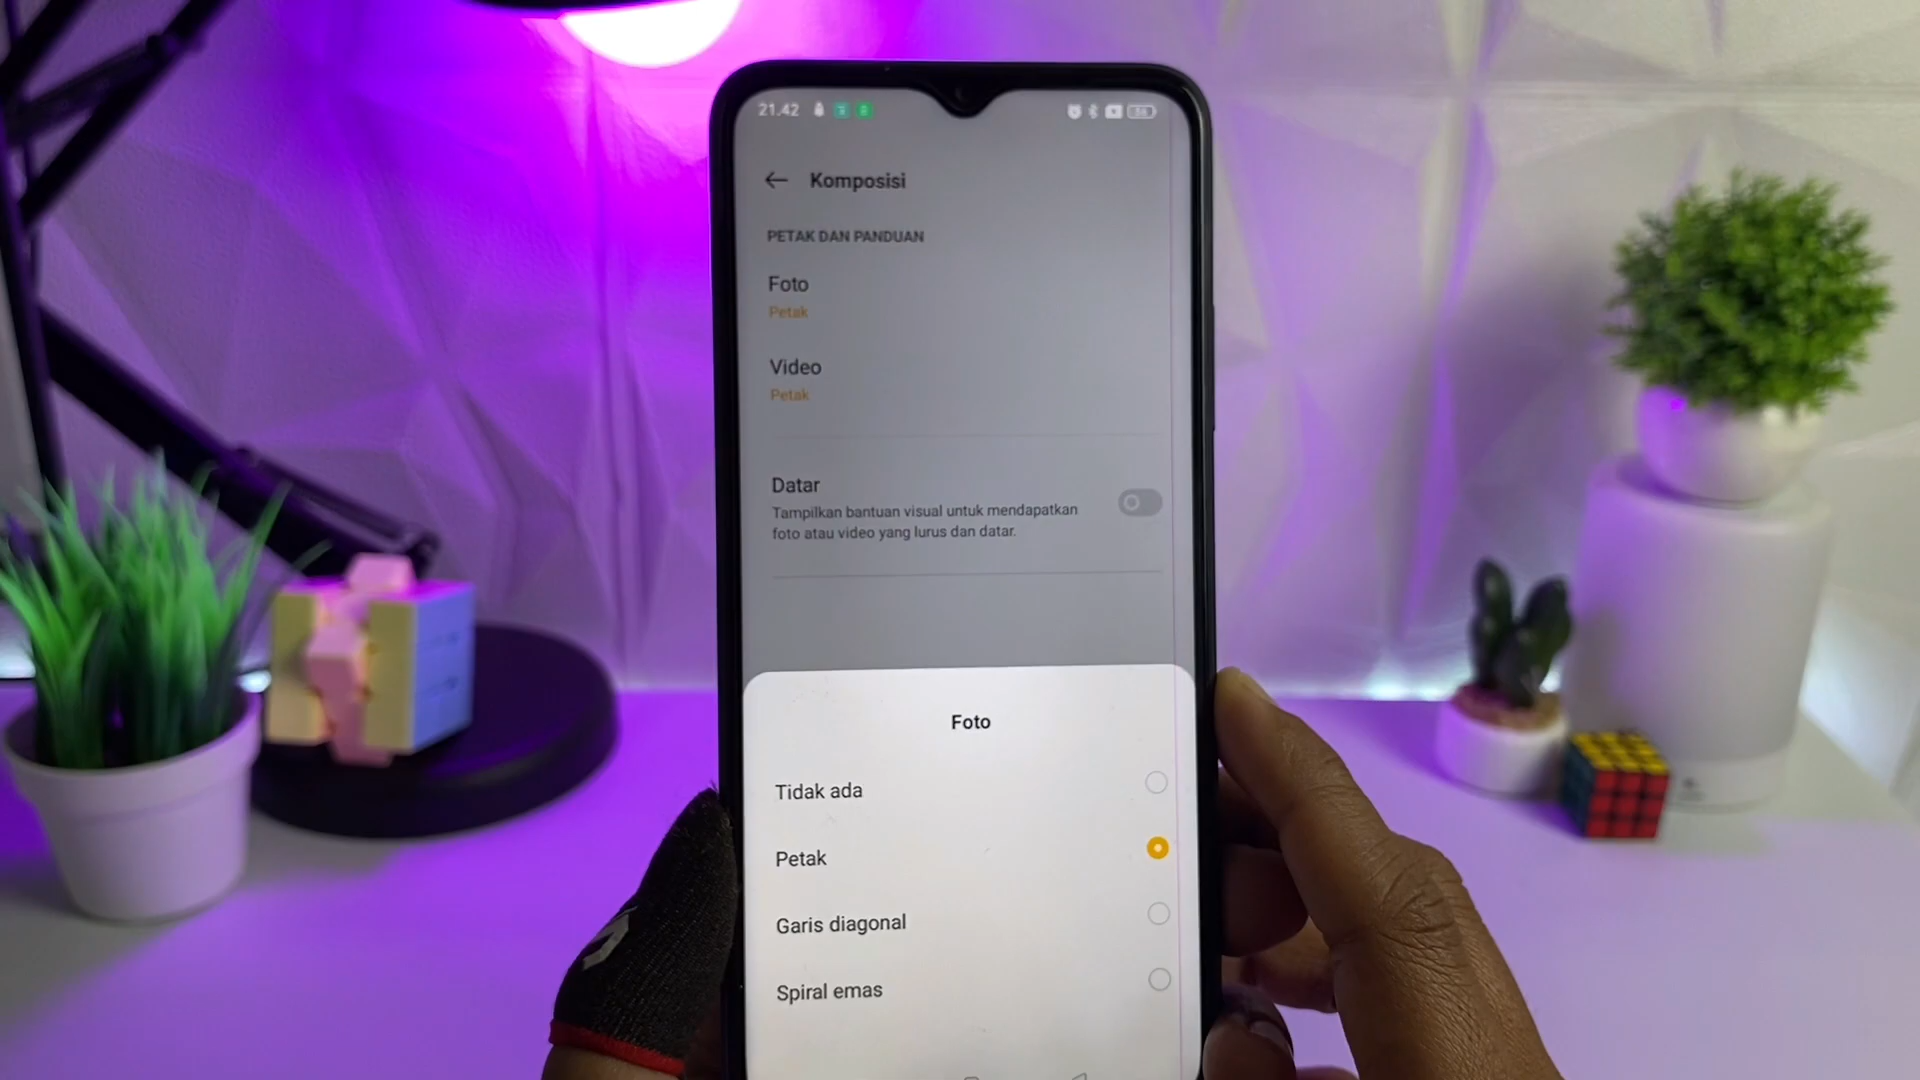 21.42
Komposisi
PETAK DAN PANDUAN
Foto
Petak
Video
Petak
Datar
Tampilkan bantuan visual untuk mendapatkan
foto atau video yang lurus dan datar.
Foto
Tidak ada
Petak
Garis diagonal
Spiral emas